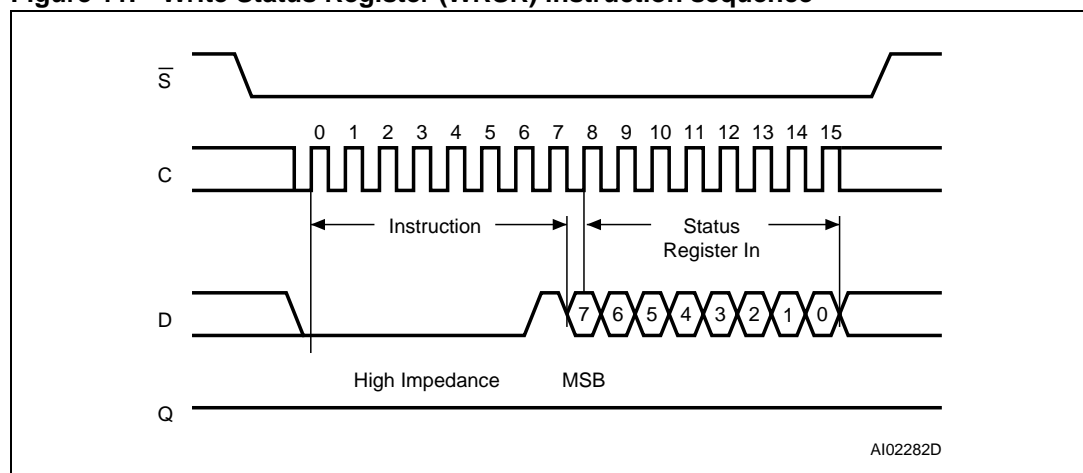 S
0 1 2 3 4 5 6 7 8 9 10 11 12 13 14 15
C
Instruction
Status
Register In
D
7 6 5 4 3 2 1 0
High Impedance MSB
Q
AI02282D